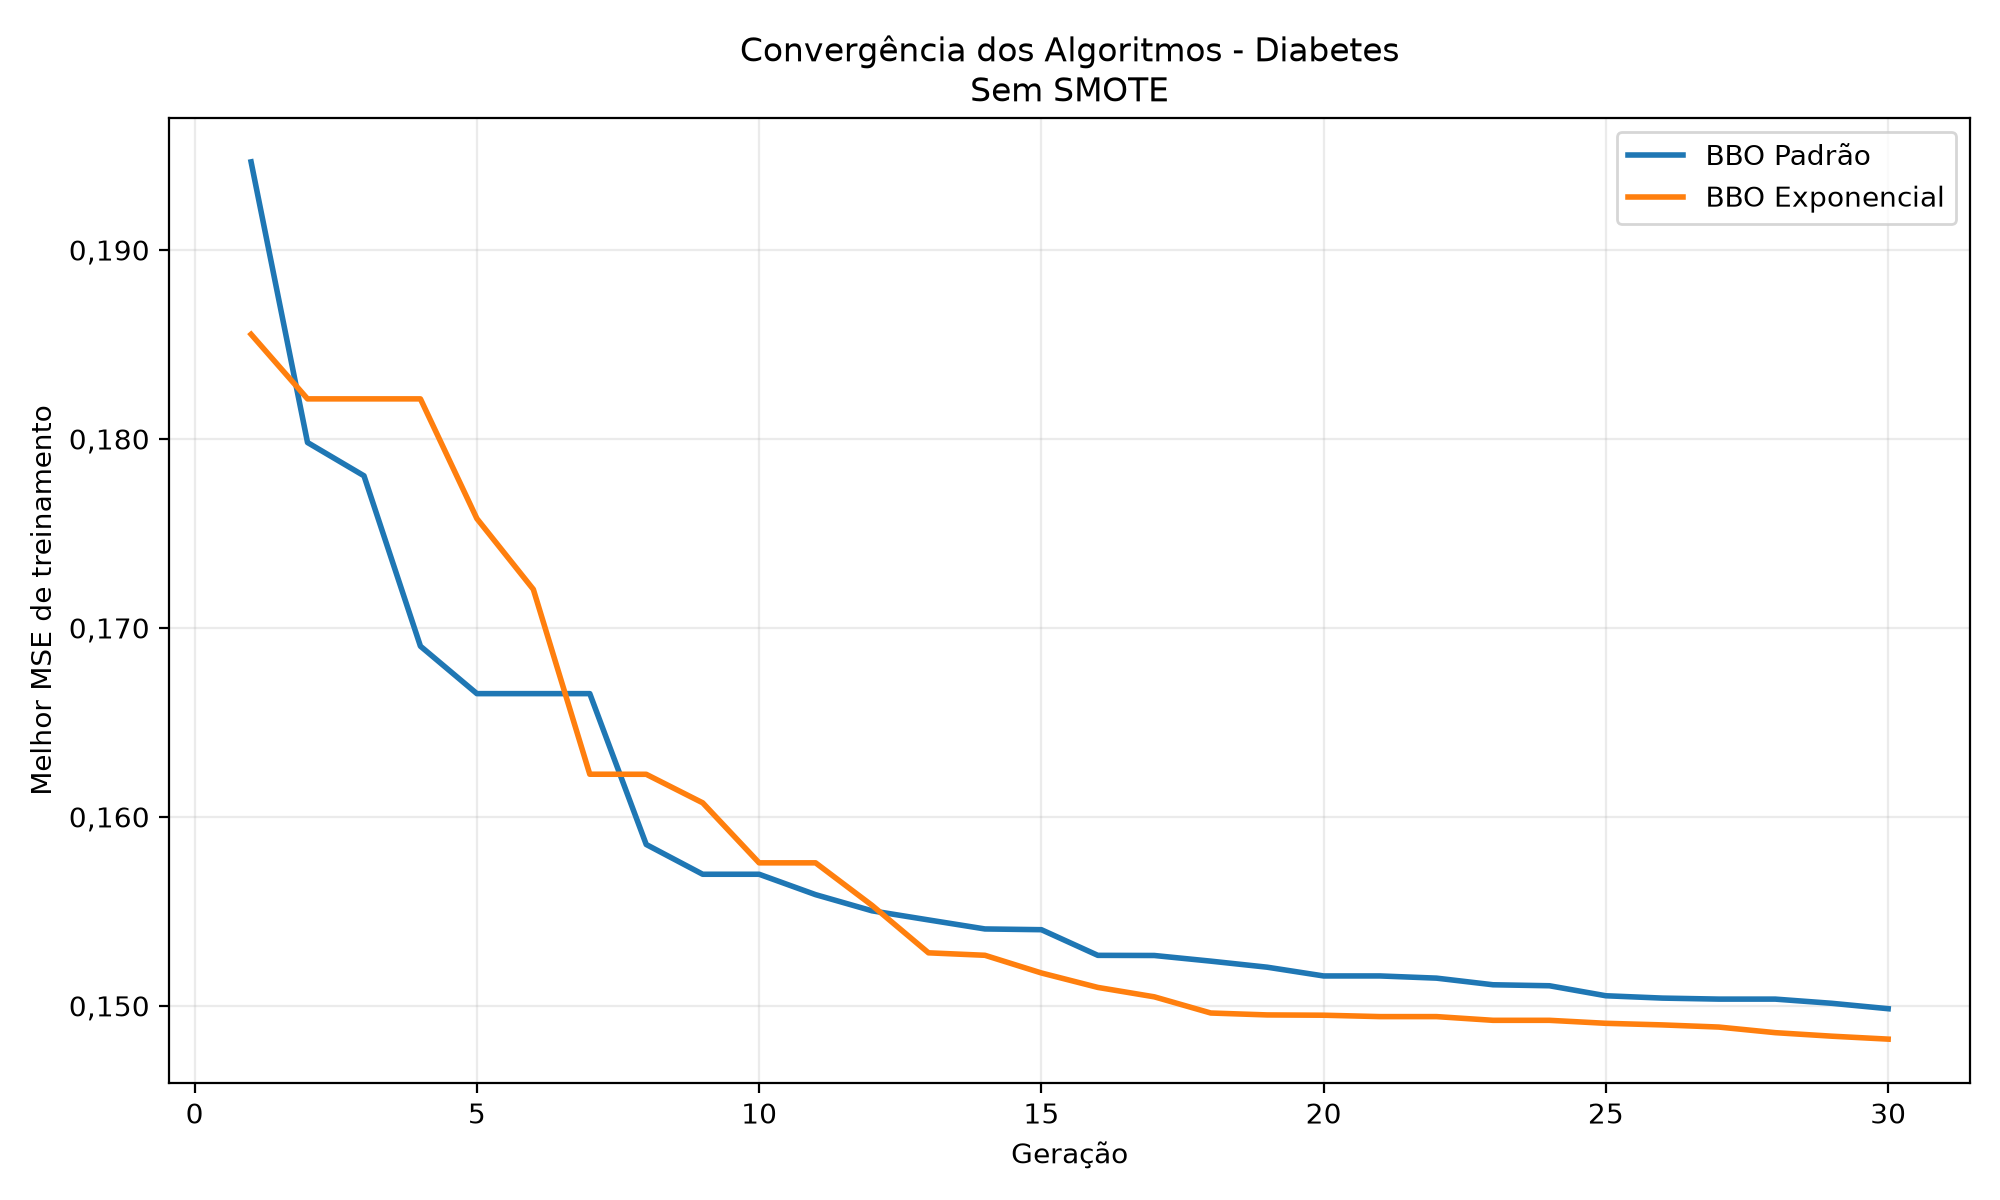 Convergência dos Algoritmos - Diabetes
Sem SMOTE
BBO Padrão
BBO Exponencial
Melhor MSE de treinamento
0,190
0,180
0,170
0,160
0,150
0 5 10 15 20 25 30
Geração